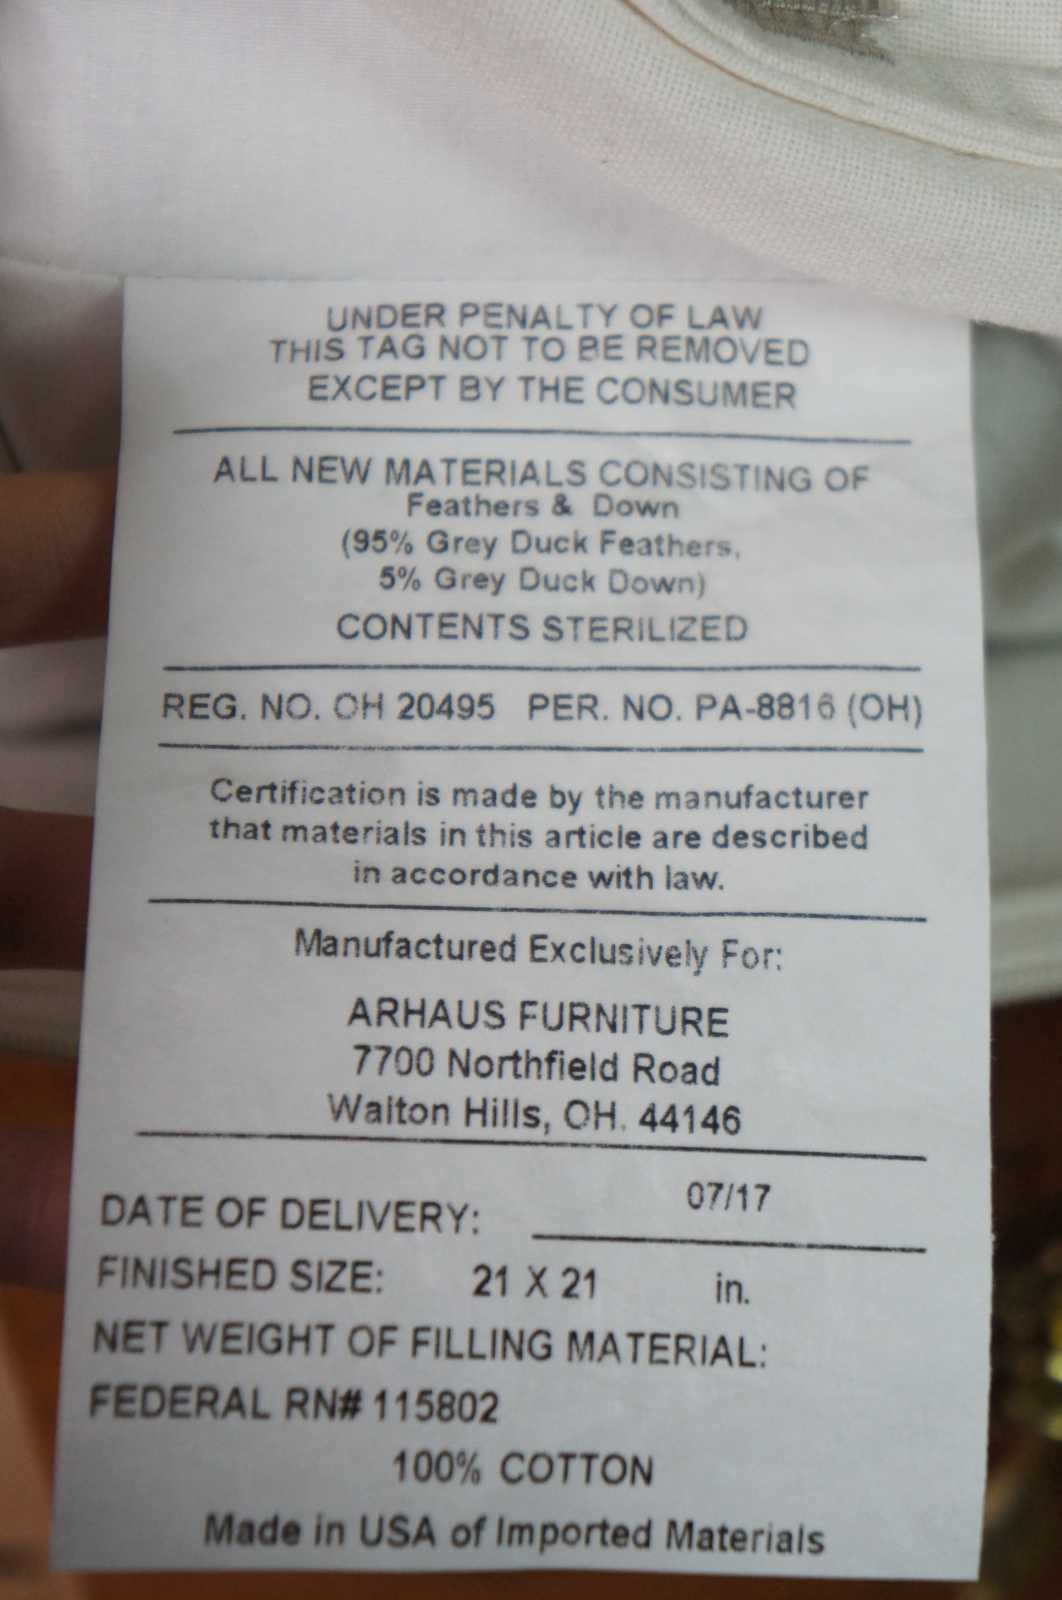 UNDER PENALTY OF LAW
THIS TAG NOT TO BE REMOVED
EXCEPT BY THE CONSUMER
ALL NEW MATERIALS CONSISTING OF
Feathers & Down
(95% Grey Duck Feathers,
5% Grey Duck Down)
CONTENTS STERILIZED
REG. NO. OH 20495 PER. NO. PA-8816 (OH)
Certification is made by the manufacturer
that materials in this article are described
in accordance with law.
Manufactured Exclusively For:
ARHAUS FURNITURE
7700 Northfield Road
Walton Hills, OH. 44146
DATE OF DELIVERY: 07/17
FINISHED SIZE: 21 X 21 in.
NET WEIGHT OF FILLING MATERIAL:
FEDERAL RN# 115802
100% COTTON
Made in USA of Imported Materials